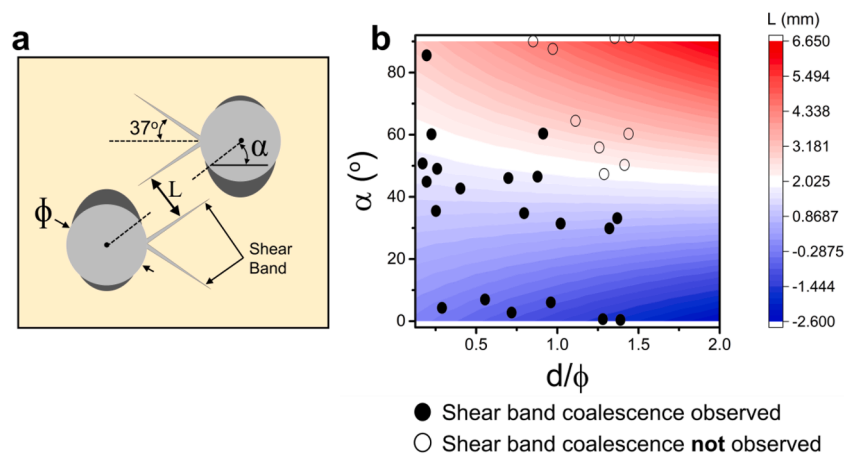 a
37º
α
L
ϕ
Shear
Band
b
L (mm)
6.650
5.494
4.338
3.181
2.025
0.8687
-0.2875
-1.444
-2.600
α (º)
80
60
40
20
0
0.5
1.0
1.5
2.0
d/ϕ
Shear band coalescence observed
Shear band coalescence not observed